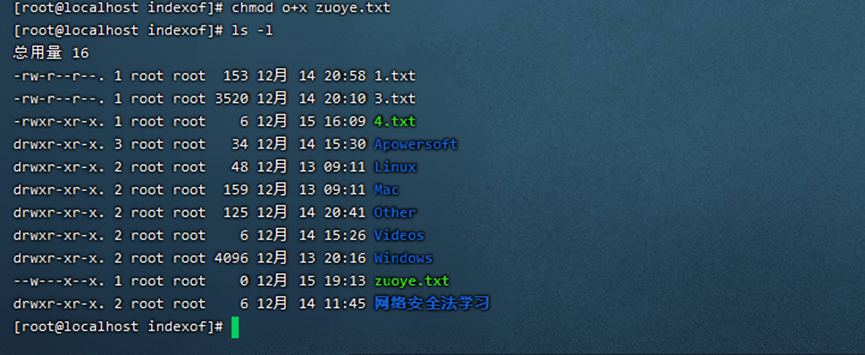 [root@localhost indexof]# chmod o+x zuoye.txt
[root@localhost indexof]# ls -l
总用量 16
-rw-r--r--. 1 root root  153 12月 14 20:58 1.txt
-rw-r--r--. 1 root root 3520 12月 14 20:10 3.txt
-rwxr-xr-x. 1 root root    6 12月 15 16:09 4.txt
drwxr-xr-x. 3 root root   34 12月 14 15:30 Apowersoft
drwxr-xr-x. 2 root root   48 12月 13 09:11 Linux
drwxr-xr-x. 2 root root  159 12月 13 09:11 Mac
drwxr-xr-x. 2 root root  125 12月 14 20:41 Other
drwxr-xr-x. 2 root root    6 12月 14 15:26 Videos
drwxr-xr-x. 2 root root 4096 12月 13 20:16 Windows
--w---x--x. 1 root root    0 12月 15 19:13 zuoye.txt
drwxr-xr-x. 2 root root    6 12月 14 11:45 网络安全法学习
[root@localhost indexof]#